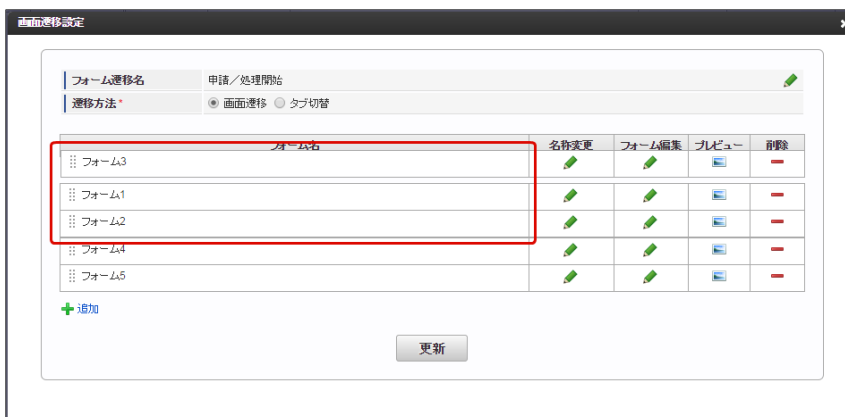 画面遷移設定
フォーム遷移名 申請／処理開始
遷移方法* 画面遷移 タブ切替
フォーム名 名称変更 フォーム編集 プレビュー 削除
フォーム3
フォーム1
フォーム2
フォーム4
フォーム5
追加
更新